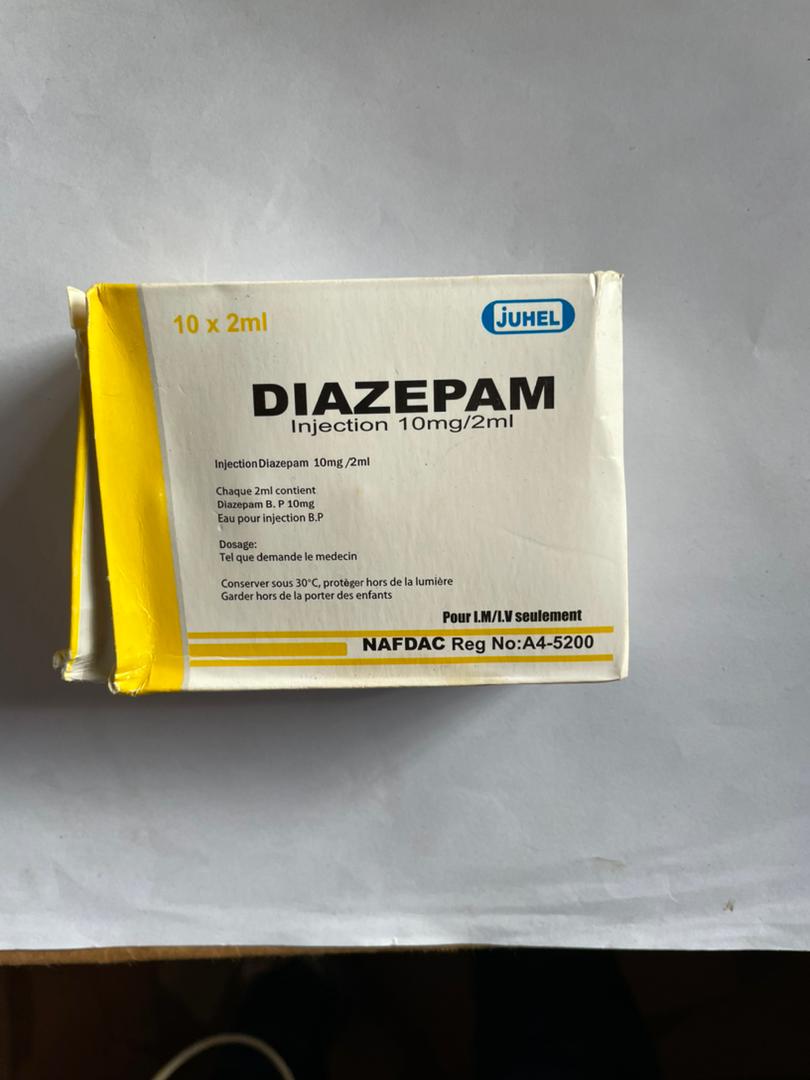 10 x 2ml
JUHEL
DIAZEPAM
Injection 10mg/2ml
Injection Diazepam 10mg /2ml
Chaque 2ml contient
Diazepam B. P 10mg
Eau pour injection B.P
Dosage:
Tel que demande le medecin
Conserver sous 30°C, protèger hors de la lumière
Garder hors de la porter des enfants
Pour I.M/I.V seulement
NAFDAC Reg No:A4-5200